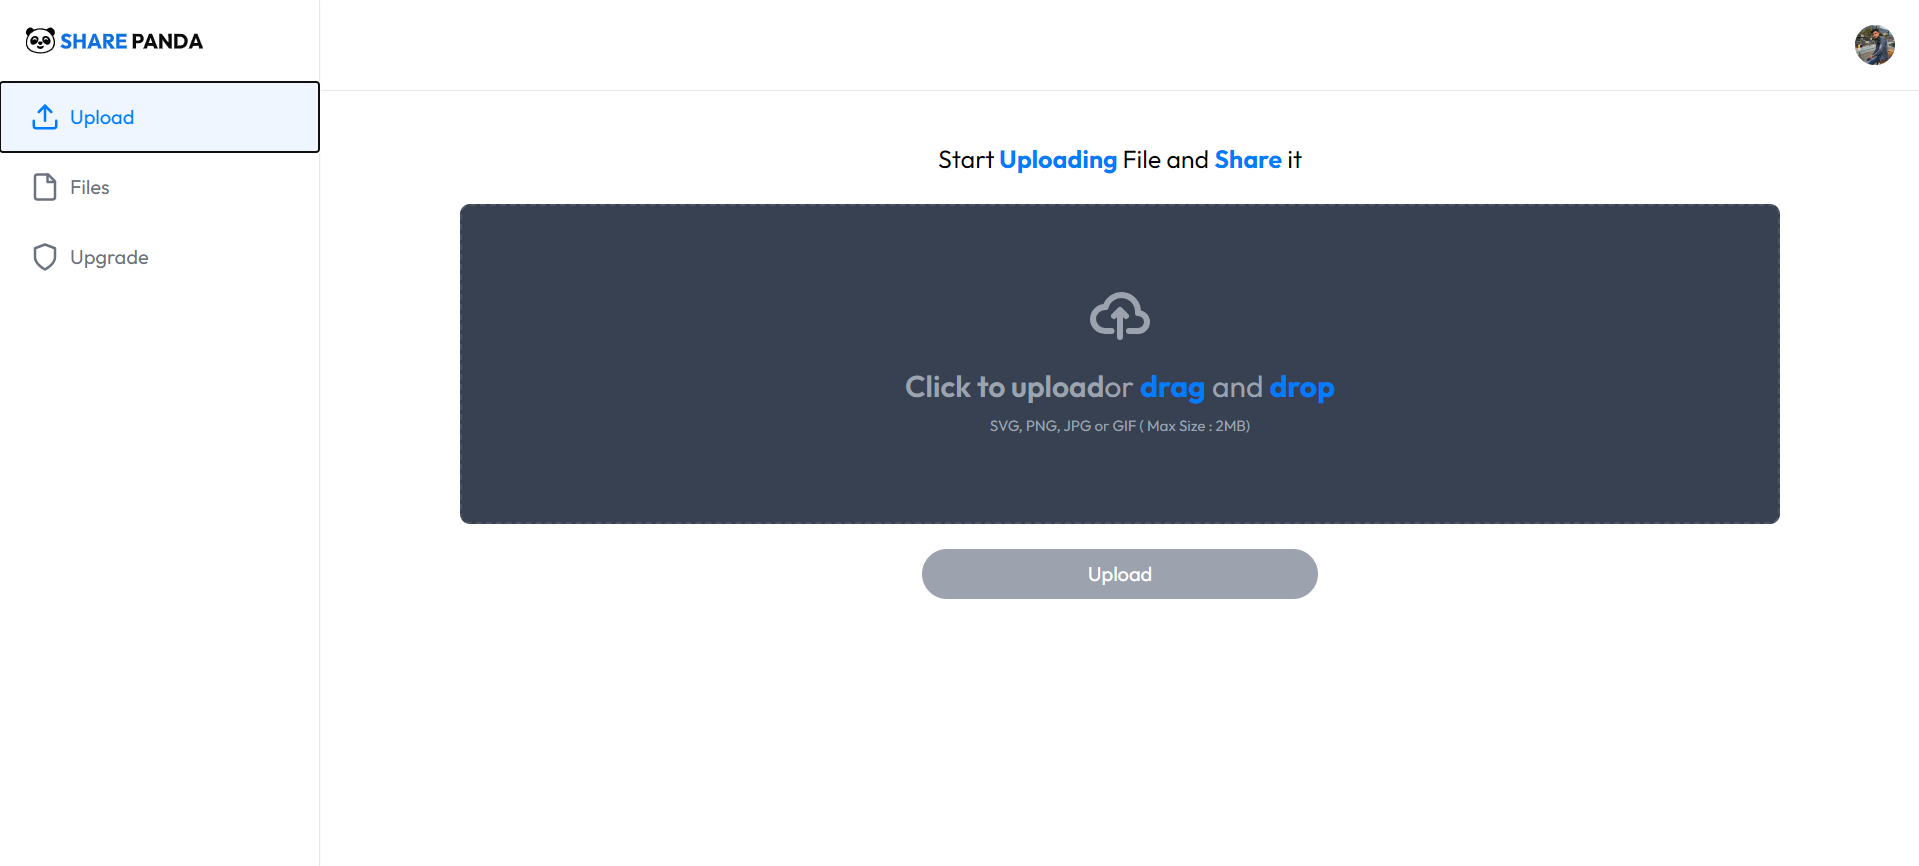 SHARE PANDA
Upload
Files
Upgrade
Start Uploading File and Share it
Click to uploador drag and drop
SVG, PNG, JPG or GIF ( Max Size : 2MB)
Upload